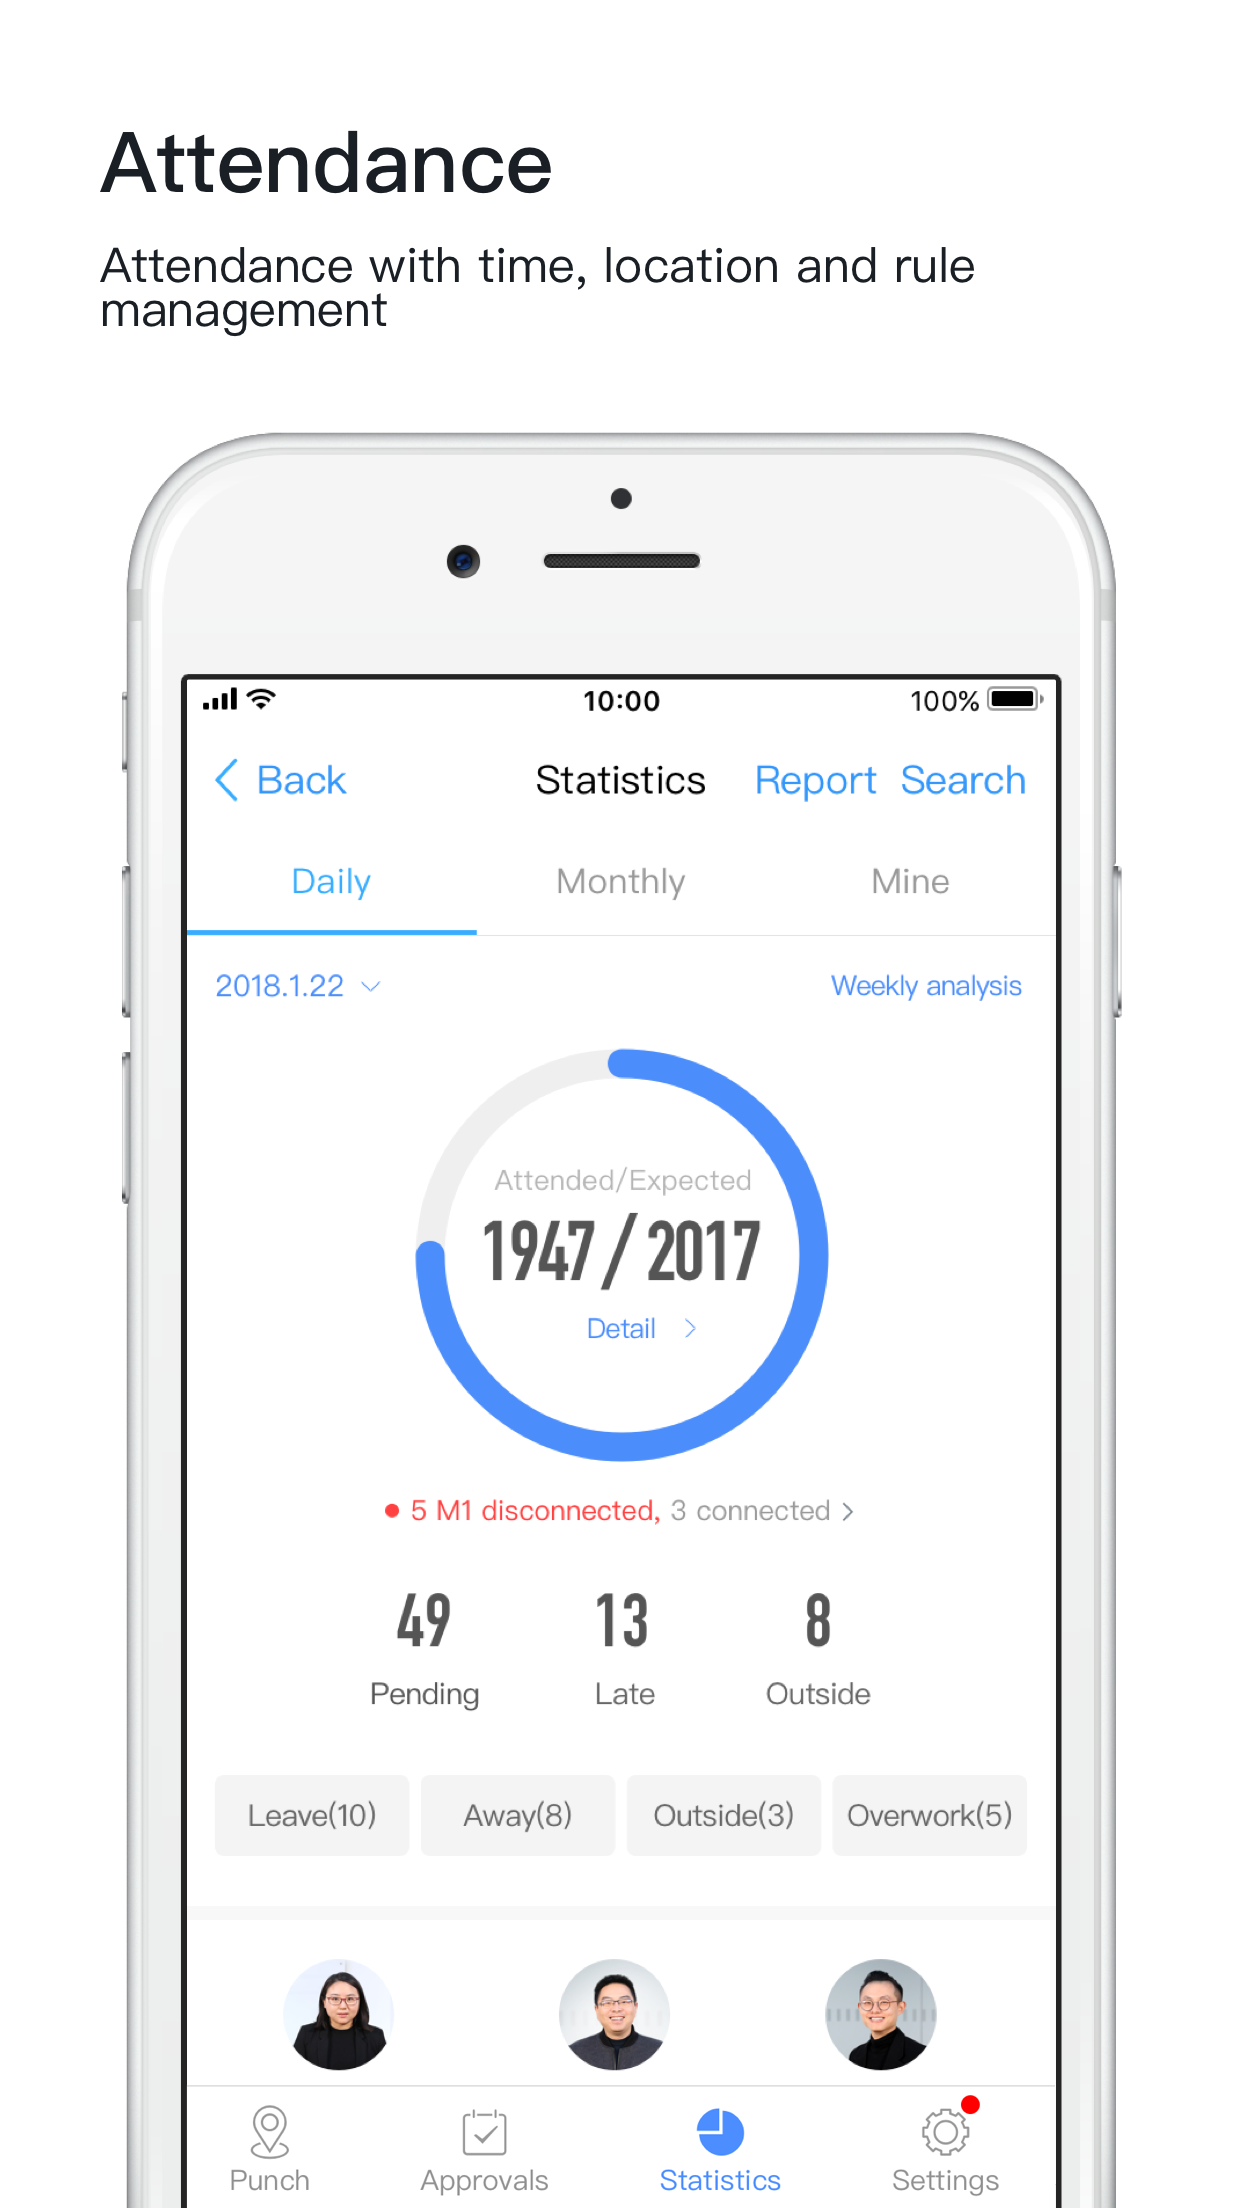 Attendance
Attendance with time, location and rule
management
10:00
100%
Back
Statistics
Report
Search
Daily
Monthly
Mine
2018.1.22
Weekly analysis
Attended/Expected
1947/2017
Detail
5 M1 disconnected, 3 connected
49
13
8
Pending
Late
Outside
Leave(10)
Away(8)
Outside(3)
Overwork(5)
Punch
Approvals
Statistics
Settings